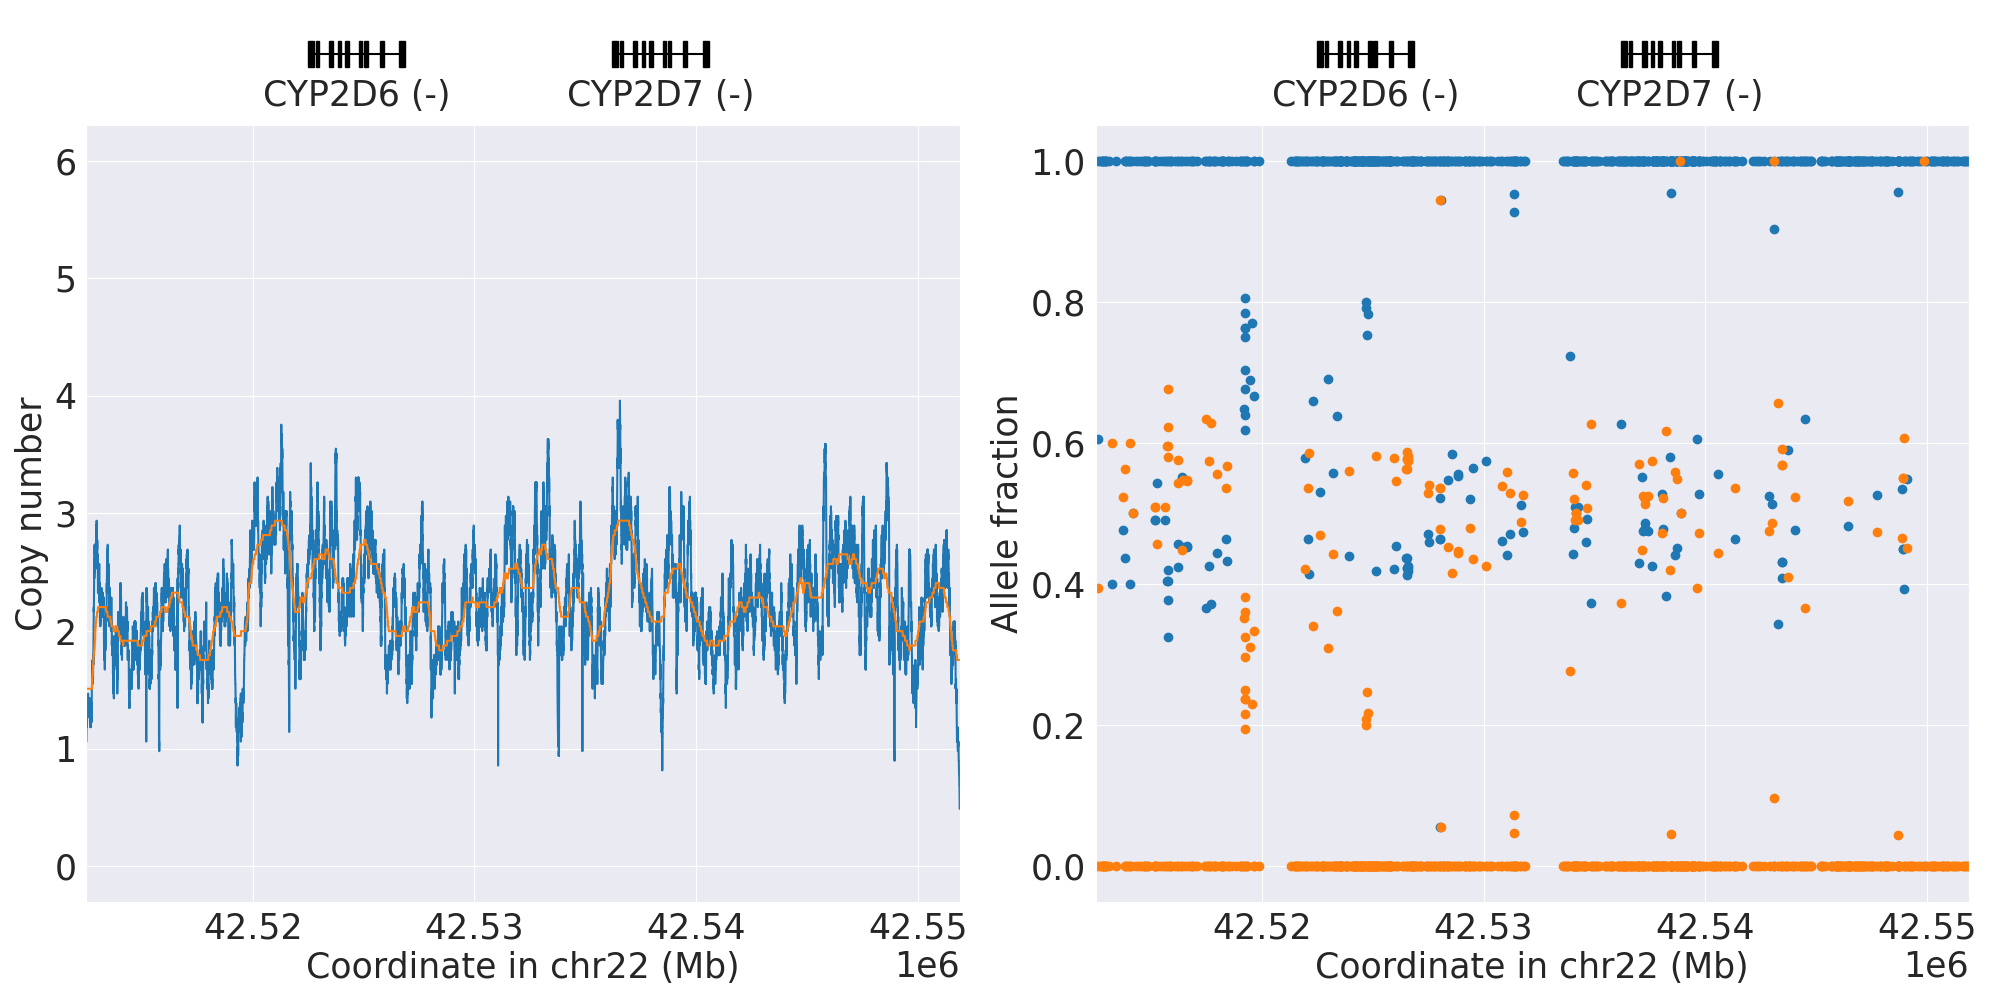 CYP2D6 (-) CYP2D7 (-)
6
5
4
3
2
1
0
Copy number
42.52 42.53 42.54 42.55
Coordinate in chr22 (Mb) 1e6
CYP2D6 (-) CYP2D7 (-)
1.0
0.8
0.6
0.4
0.2
0.0
Allele fraction
42.52 42.53 42.54 42.55
Coordinate in chr22 (Mb) 1e6